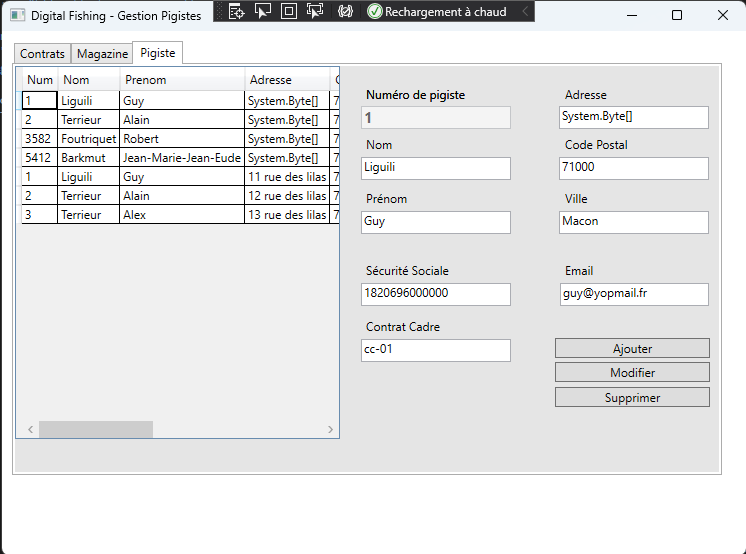 Digital Fishing - Gestion Pigistes
Rechargement à chaud
Contrats Magazine Pigiste
Num Nom Prenom Adresse
1 Liguili Guy System.Byte[] 7
2 Terrieur Alain System.Byte[] 7
3582 Foutriquet Robert System.Byte[] 7
5412 Barkmut Jean-Marie-Jean-Eude System.Byte[] 7
1 Liguili Guy 11 rue des lilas 7
2 Terrieur Alain 12 rue des lilas 7
3 Terrieur Alex 13 rue des lilas 7
Numéro de pigiste
1
Adresse
System.Byte[]
Nom
Liguili
Code Postal
71000
Prénom
Guy
Ville
Macon
Sécurité Sociale
1820696000000
Email
guy@yopmail.fr
Contrat Cadre
cc-01
Ajouter
Modifier
Supprimer